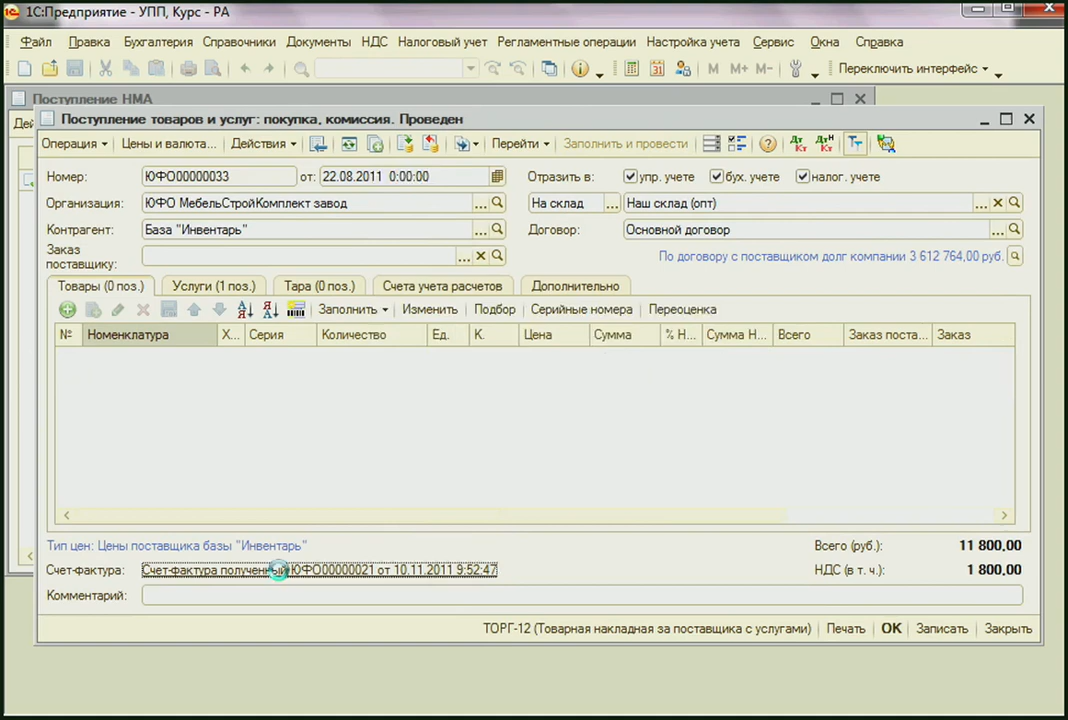 1С:Предприятие - УПП, Курс - РА
Файл Правка Бухгалтерия Справочники Документы НДС Налоговый учет Регламентные операции Настройка учета Сервис Окна Справка
M M+ M- Переключить интерфейс
Поступление НМА
Поступление товаров и услуг: покупка, комиссия. Проведен
Операция Цены и валюта... Действия Перейти Заполнить и провести
Номер: ЮФО00000033 от: 22.08.2011 0:00:00 Отразить в: упр. учете бух. учете налог. учете
Организация: ЮФО МебельСтройКомплект завод На склад Наш склад (опт)
Контрагент: База "Инвентарь" Договор: Основной договор
Заказ поставщику: По договору с поставщиком долг компании 3 612 764,00 руб.
Товары (0 поз.) Услуги (1 поз.) Тара (0 поз.) Счета учета расчетов Дополнительно
Заполнить Изменить Подбор Серийные номера Переоценка
№ Номенклатура Х... Серия Количество Ед. К. Цена Сумма % Н... Сумма Н... Всего Заказ поста... Заказ
Тип цен: Цены поставщика базы "Инвентарь" Всего (руб.): 11 800,00
Счет-фактура: Счет-фактура полученный ЮФО00000021 от 10.11.2011 9:52:47 НДС (в т. ч.): 1 800,00
Комментарий:
ТОРГ-12 (Товарная накладная за поставщика с услугами) Печать OK Записать Закрыть